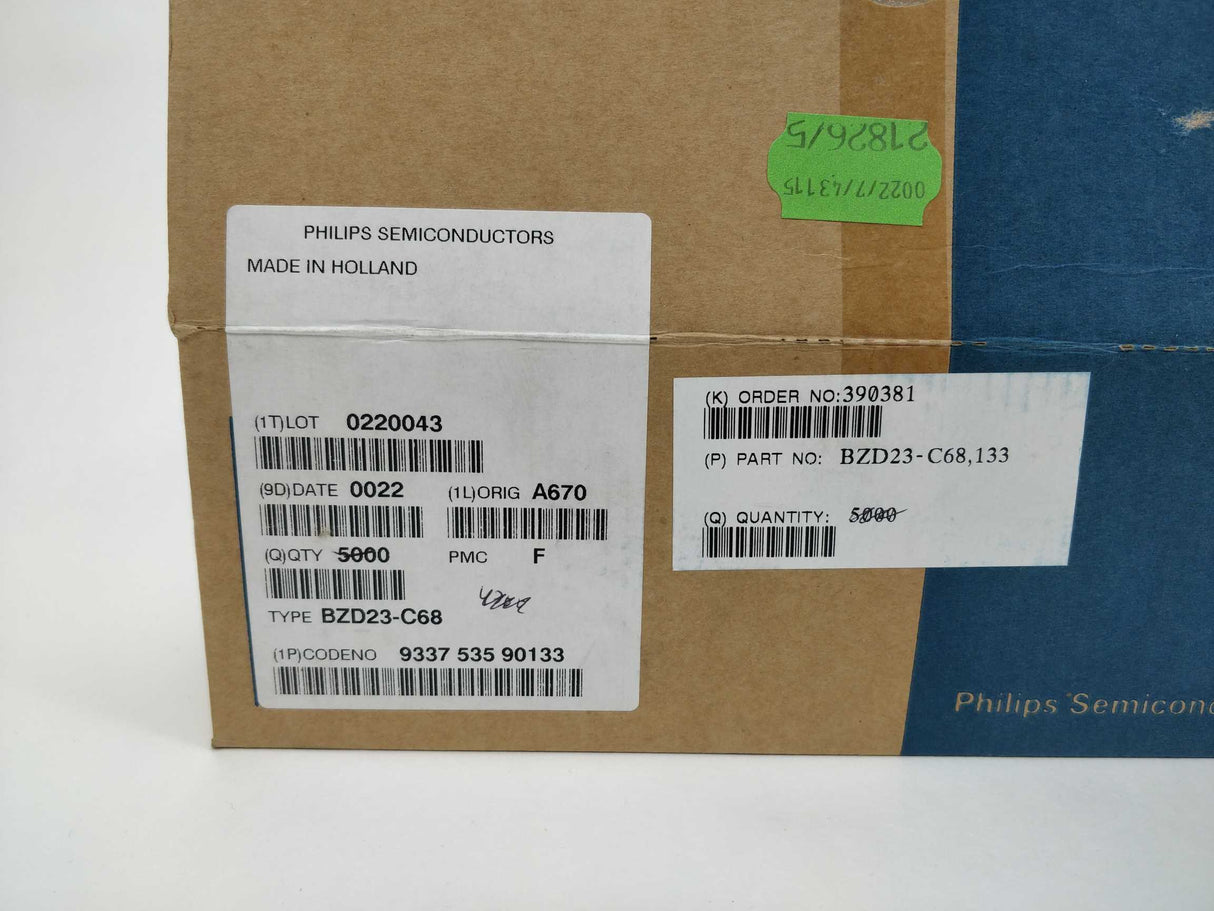 21826/5
0022/7/43115
PHILIPS SEMICONDUCTORS
MADE IN HOLLAND
(1T)LOT 0220043
(9D)DATE 0022 (1L)ORIG A670
(Q)QTY 5000 PMC F
TYPE BZD23-C68
(1P)CODENO 9337 535 90133
(K) ORDER NO:390381
(P) PART NO: BZD23-C68,133
(Q) QUANTITY: 5000
Philips Semicon